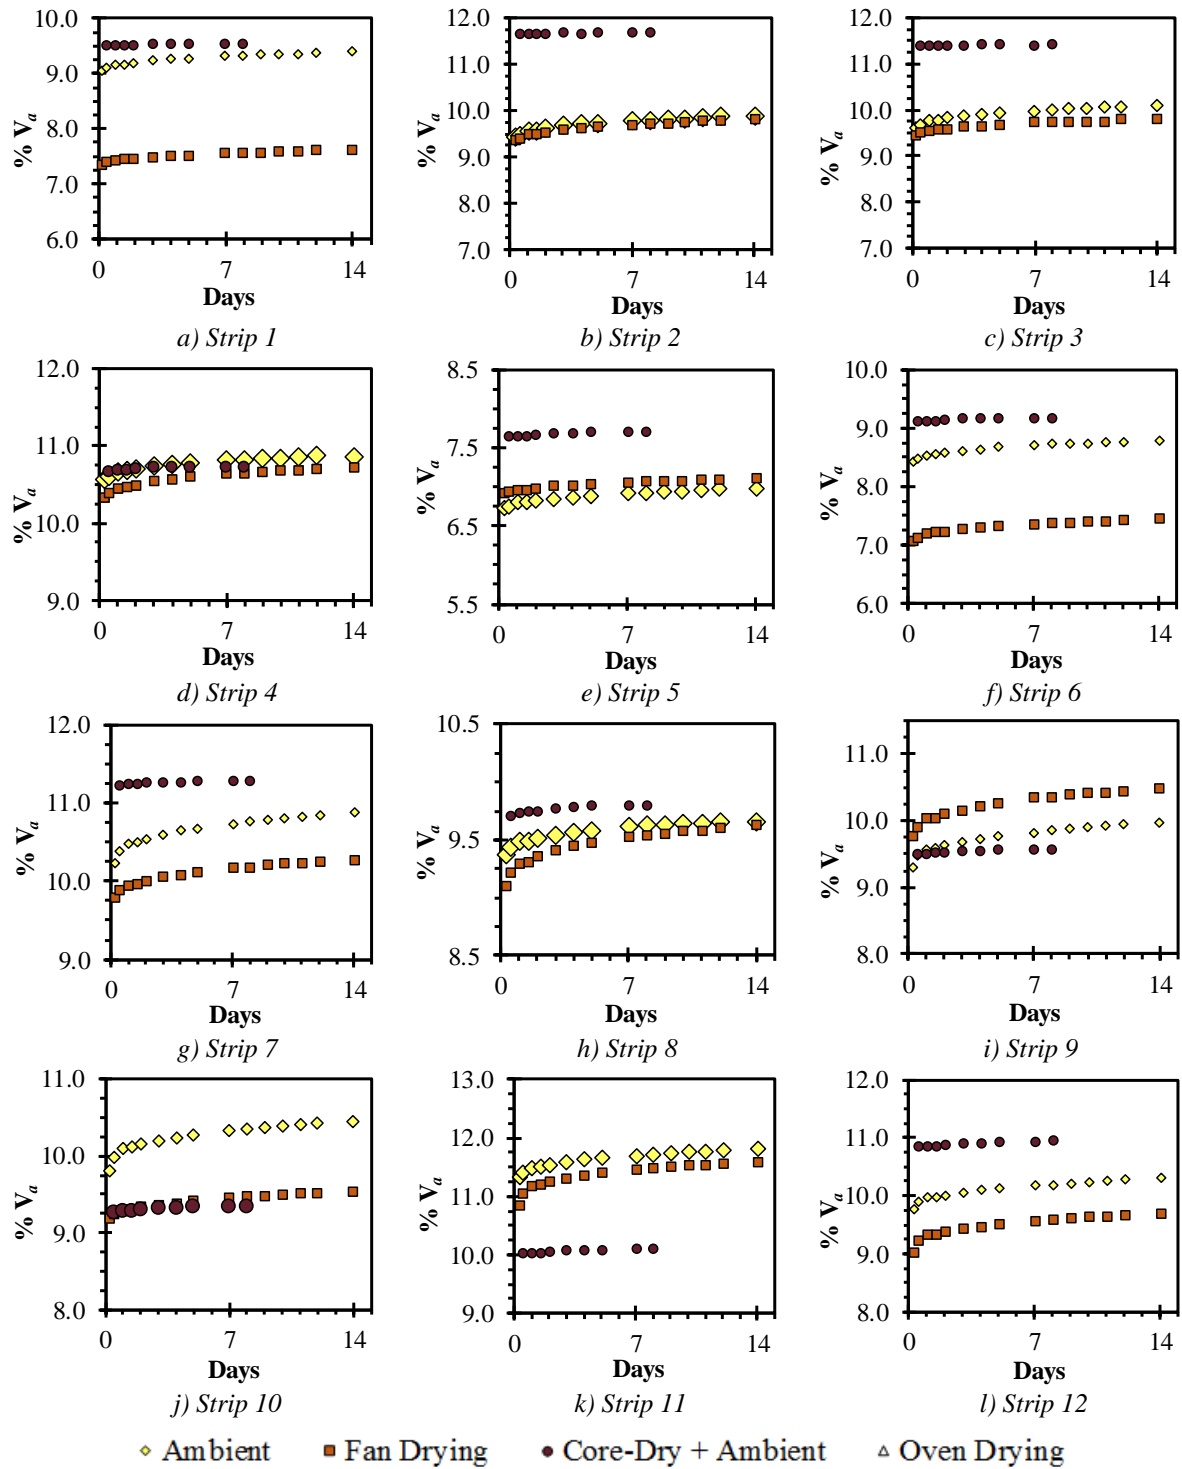 10.0
9.0
8.0
7.0
6.0
% Va
0 7 14
Days
a) Strip 1
12.0
11.0
10.0
9.0
8.0
7.0
% Va
0 7 14
Days
b) Strip 2
12.0
11.0
10.0
9.0
8.0
7.0
% Va
0 7 14
Days
c) Strip 3
12.0
11.0
10.0
9.0
% Va
0 7 14
Days
d) Strip 4
8.5
7.5
6.5
5.5
% Va
0 7 14
Days
e) Strip 5
10.0
9.0
8.0
7.0
6.0
% Va
0 7 14
Days
f) Strip 6
12.0
11.0
10.0
9.0
% Va
0 7 14
Days
g) Strip 7
10.5
9.5
8.5
% Va
0 7 14
Days
h) Strip 8
11.0
10.0
9.0
8.0
% Va
0 7 14
Days
i) Strip 9
11.0
10.0
9.0
8.0
% Va
0 7 14
Days
j) Strip 10
13.0
12.0
11.0
10.0
9.0
% Va
0 7 14
Days
k) Strip 11
12.0
11.0
10.0
9.0
8.0
% Va
0 7 14
Days
l) Strip 12
Ambient Fan Drying Core-Dry + Ambient Oven Drying